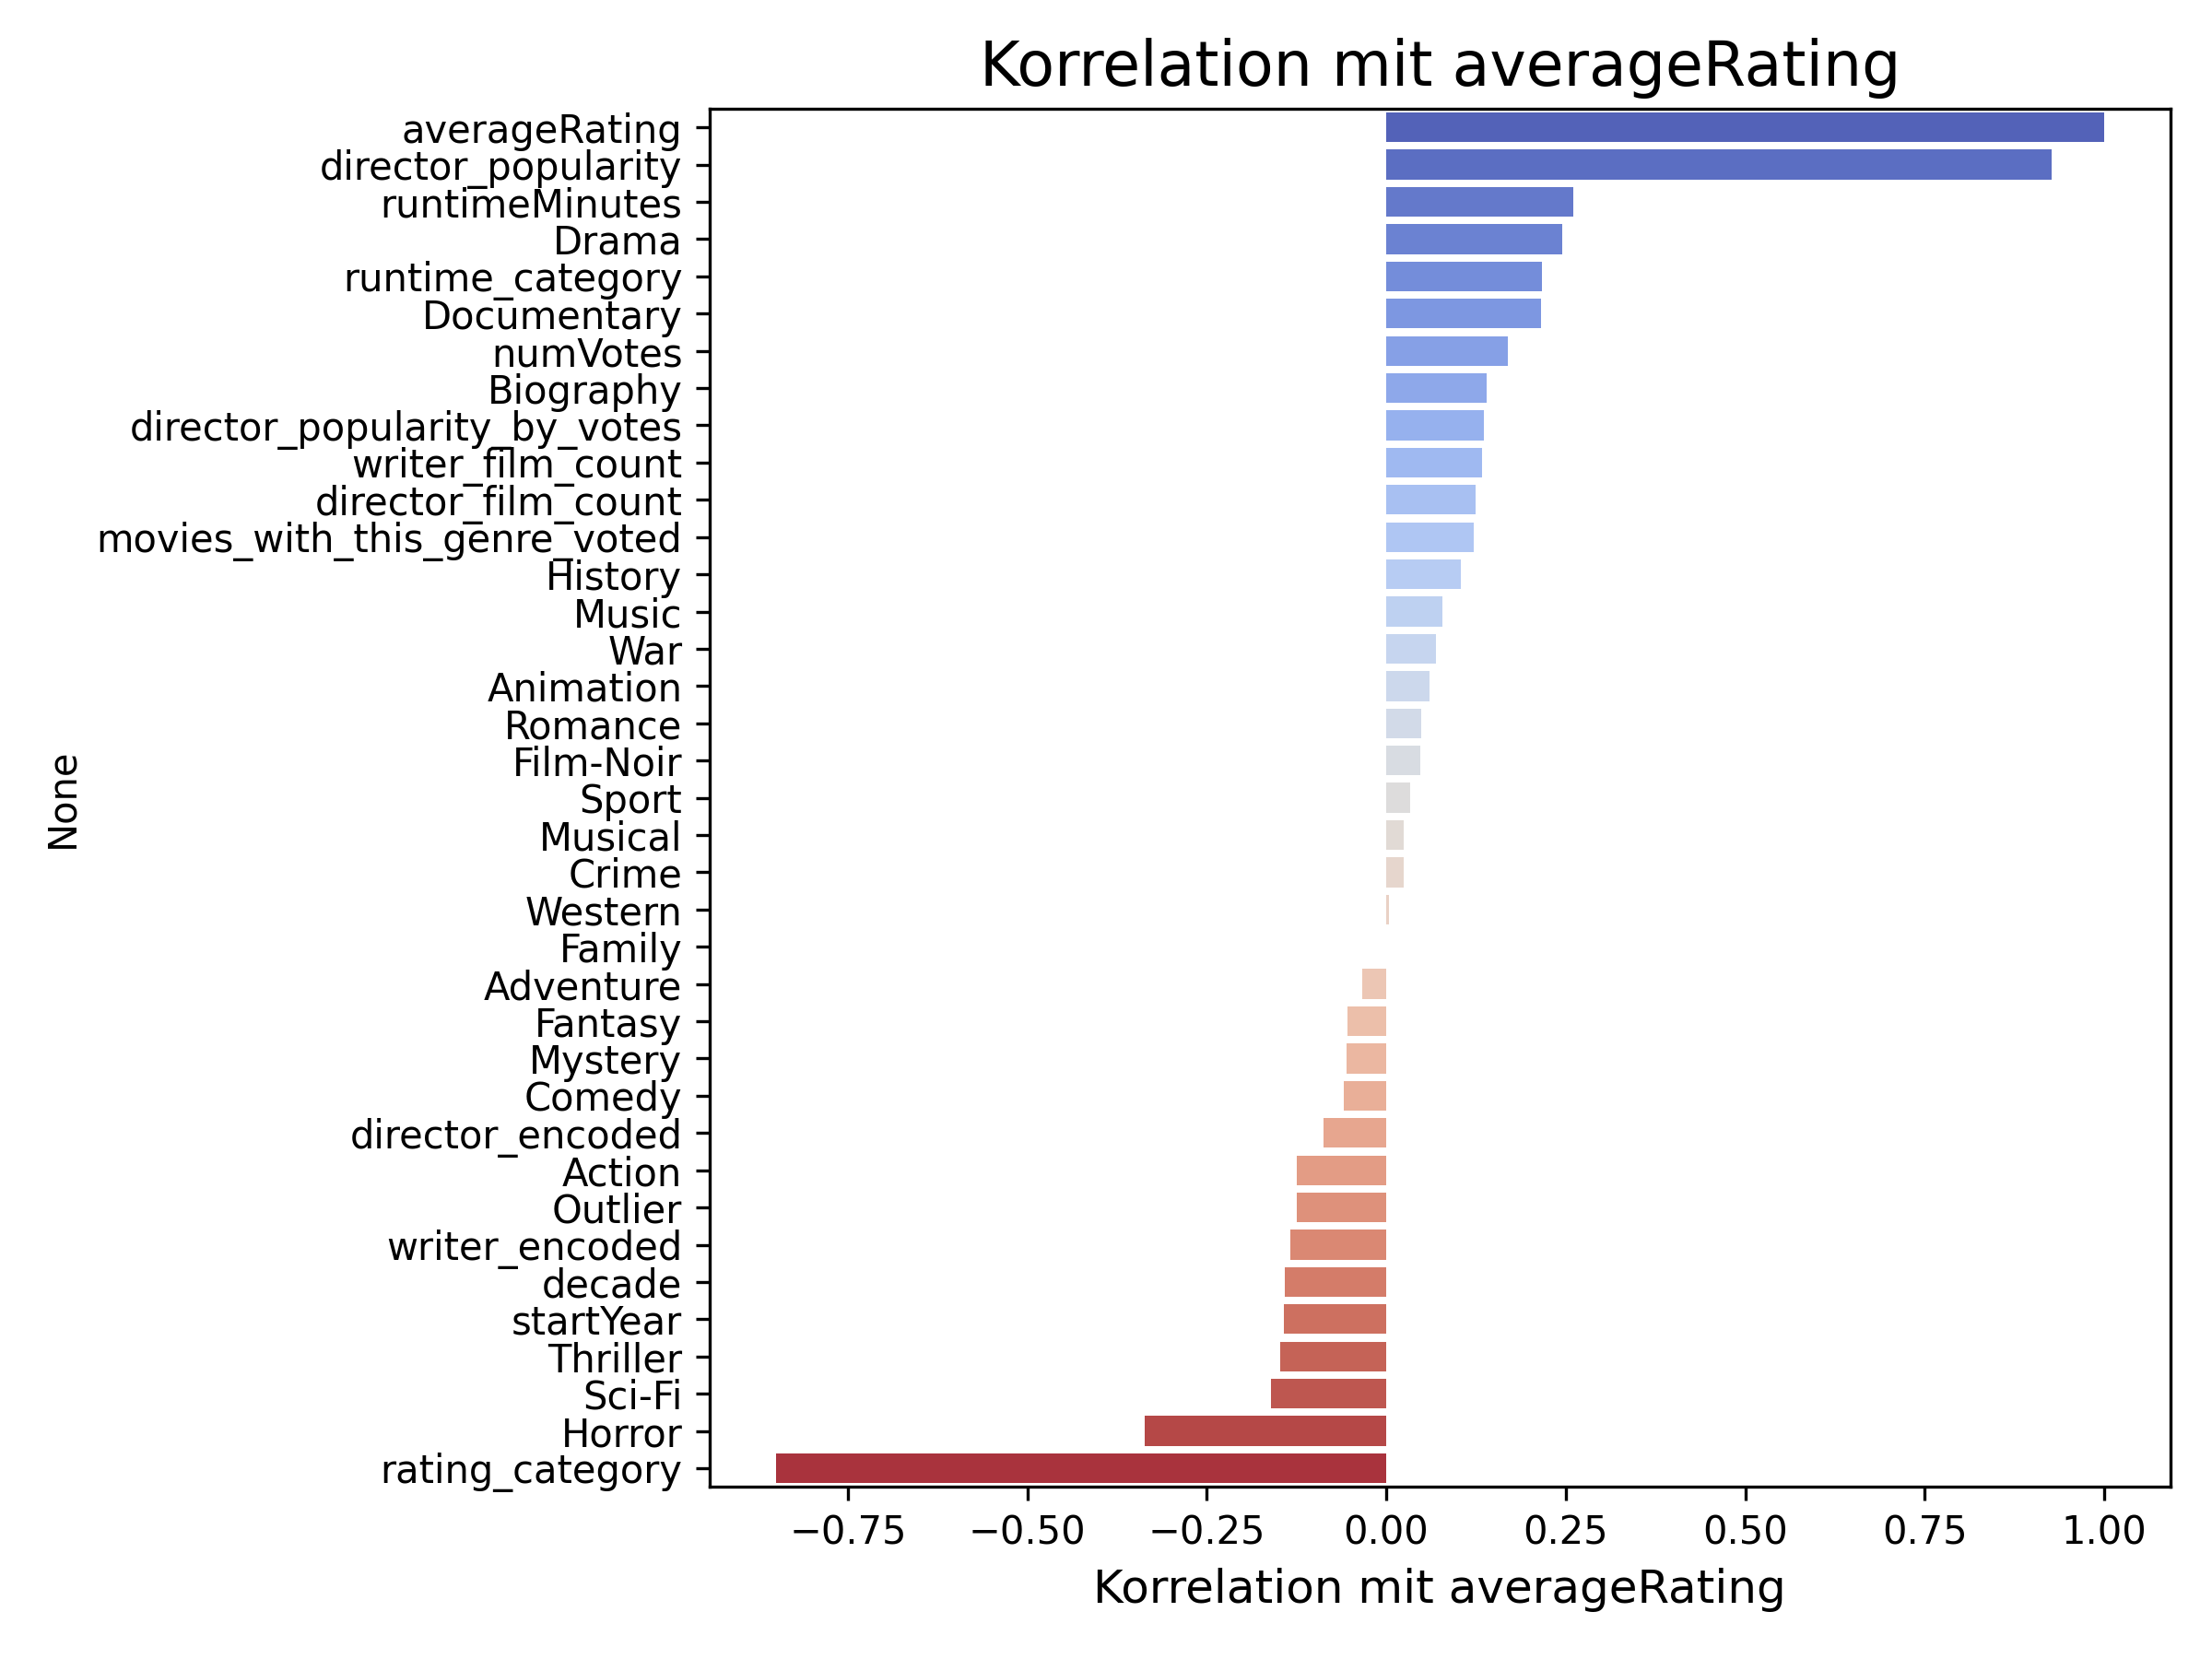 Korrelation mit averageRating
averageRating
director_popularity
runtimeMinutes
Drama
runtime_category
Documentary
numVotes
Biography
director_popularity_by_votes
writer_film_count
director_film_count
movies_with_this_genre_voted
History
Music
War
Animation
Romance
Film-Noir
Sport
Musical
Crime
Western
Family
Adventure
Fantasy
Mystery
Comedy
director_encoded
Action
Outlier
writer_encoded
decade
startYear
Thriller
Sci-Fi
Horror
rating_category
None
−0.75 −0.50 −0.25 0.00 0.25 0.50 0.75 1.00
Korrelation mit averageRating